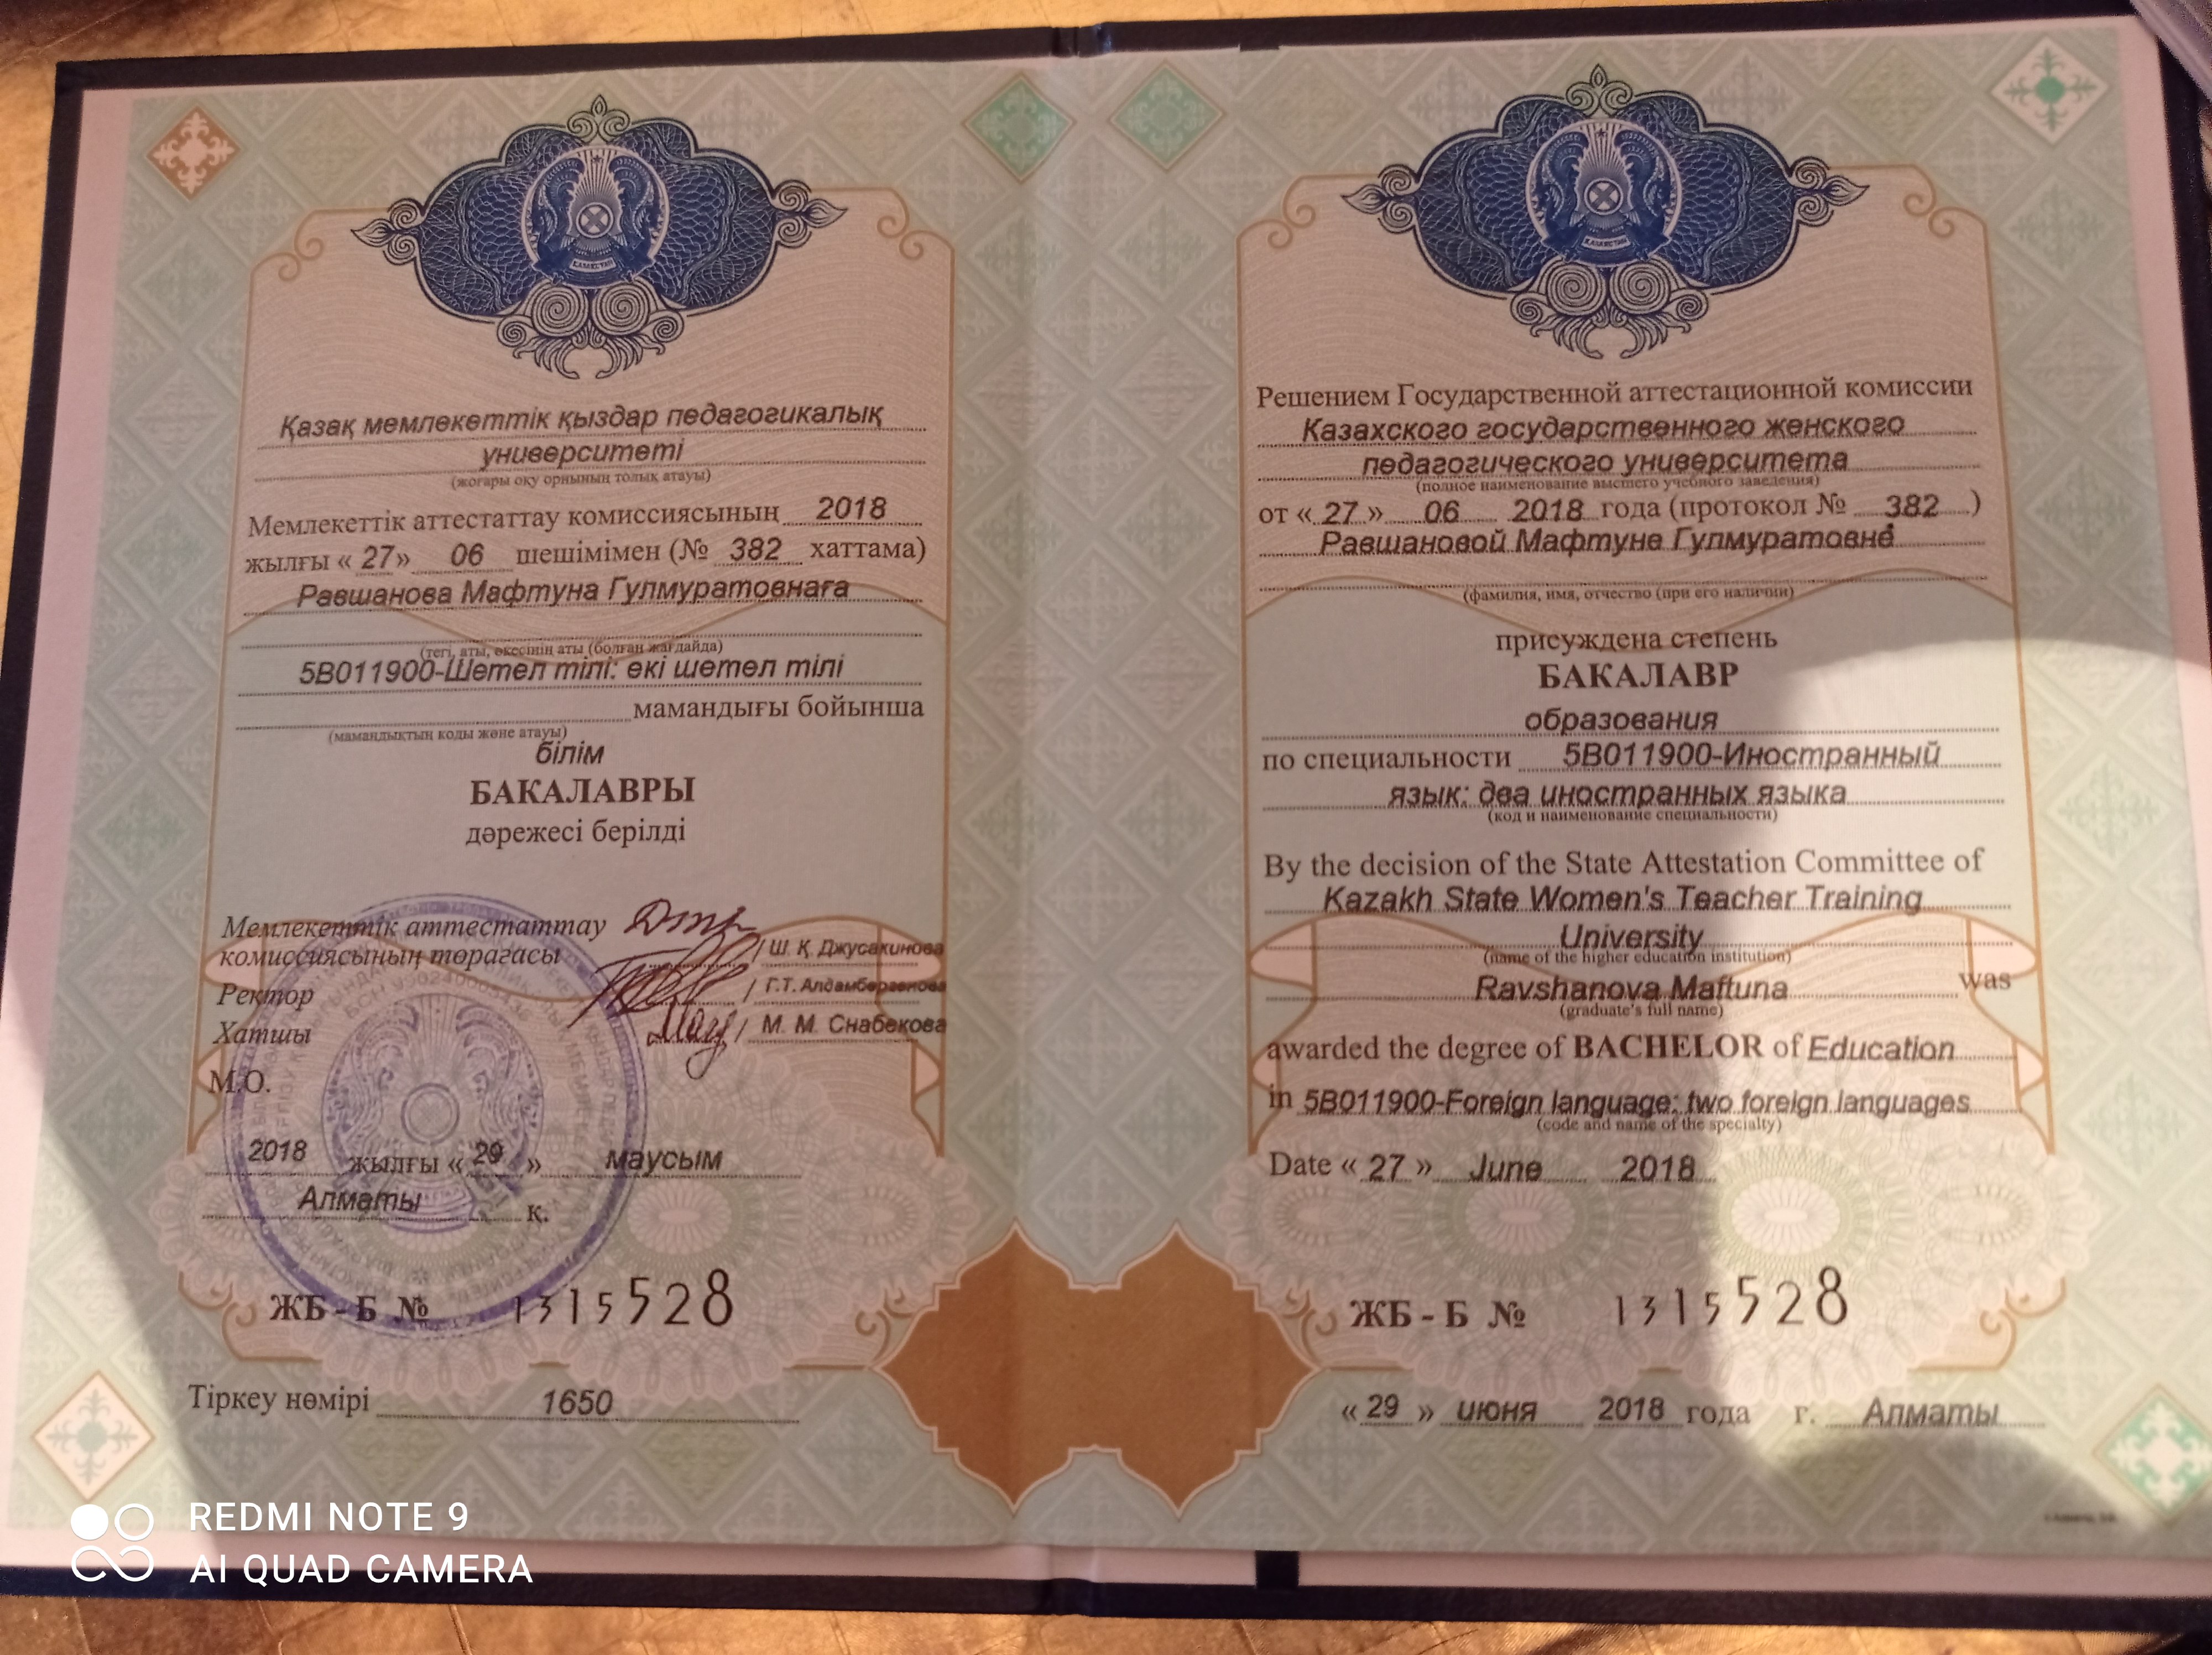 Қазақ мемлекеттік қыздар педагогикалық
университеті
(жоғары оқу орнының толық атауы)
Мемлекеттік аттестаттау комиссиясының 2018
жылғы « 27» 06 шешімімен (№ 382 хаттама)
Равшанова Мафтуна Гулмуратовнаға
(тегі, аты, әкесінің аты (болған жағдайда)
5В011900-Шетел тілі: екі шетел тілі
мамандығы бойынша
(мамандықтың коды және атауы)
білім
БАКАЛАВРЫ
дәрежесі берілді
Мемлекеттік аттестаттау
комиссиясының төрағасы / Ш. Қ. Джусакинова
Ректор / Г.Т. Алдамбергенова
Хатшы / М. М. Снабекова
М.О.
2018 жылғы « 29 » маусым
Алматы қ.
ЖБ - Б № 1315528
Тіркеу нөмірі 1650
Решением Государственной аттестационной комиссии
Казахского государственного женского
педагогического университета
(полное наименование высшего учебного заведения)
от « 27 » 06 2018 года (протокол № 382 )
Равшановой Мафтуне Гулмуратовне
(фамилия, имя, отчество (при его наличии)
присуждена степень
БАКАЛАВР
образования
по специальности 5В011900-Иностранный
язык: два иностранных языка
(код и наименование специальности)
By the decision of the State Attestation Committee of
Kazakh State Women's Teacher Training
University
(name of the higher education institution)
Ravshanova Maftuna was
(graduate's full name)
awarded the degree of BACHELOR of Education
in 5B011900-Foreign language: two foreign languages
(code and name of the specialty)
Date « 27 » June 2018
ЖБ - Б № 1315528
« 29 » июня 2018 года г. Алматы
REDMI NOTE 9
AI QUAD CAMERA